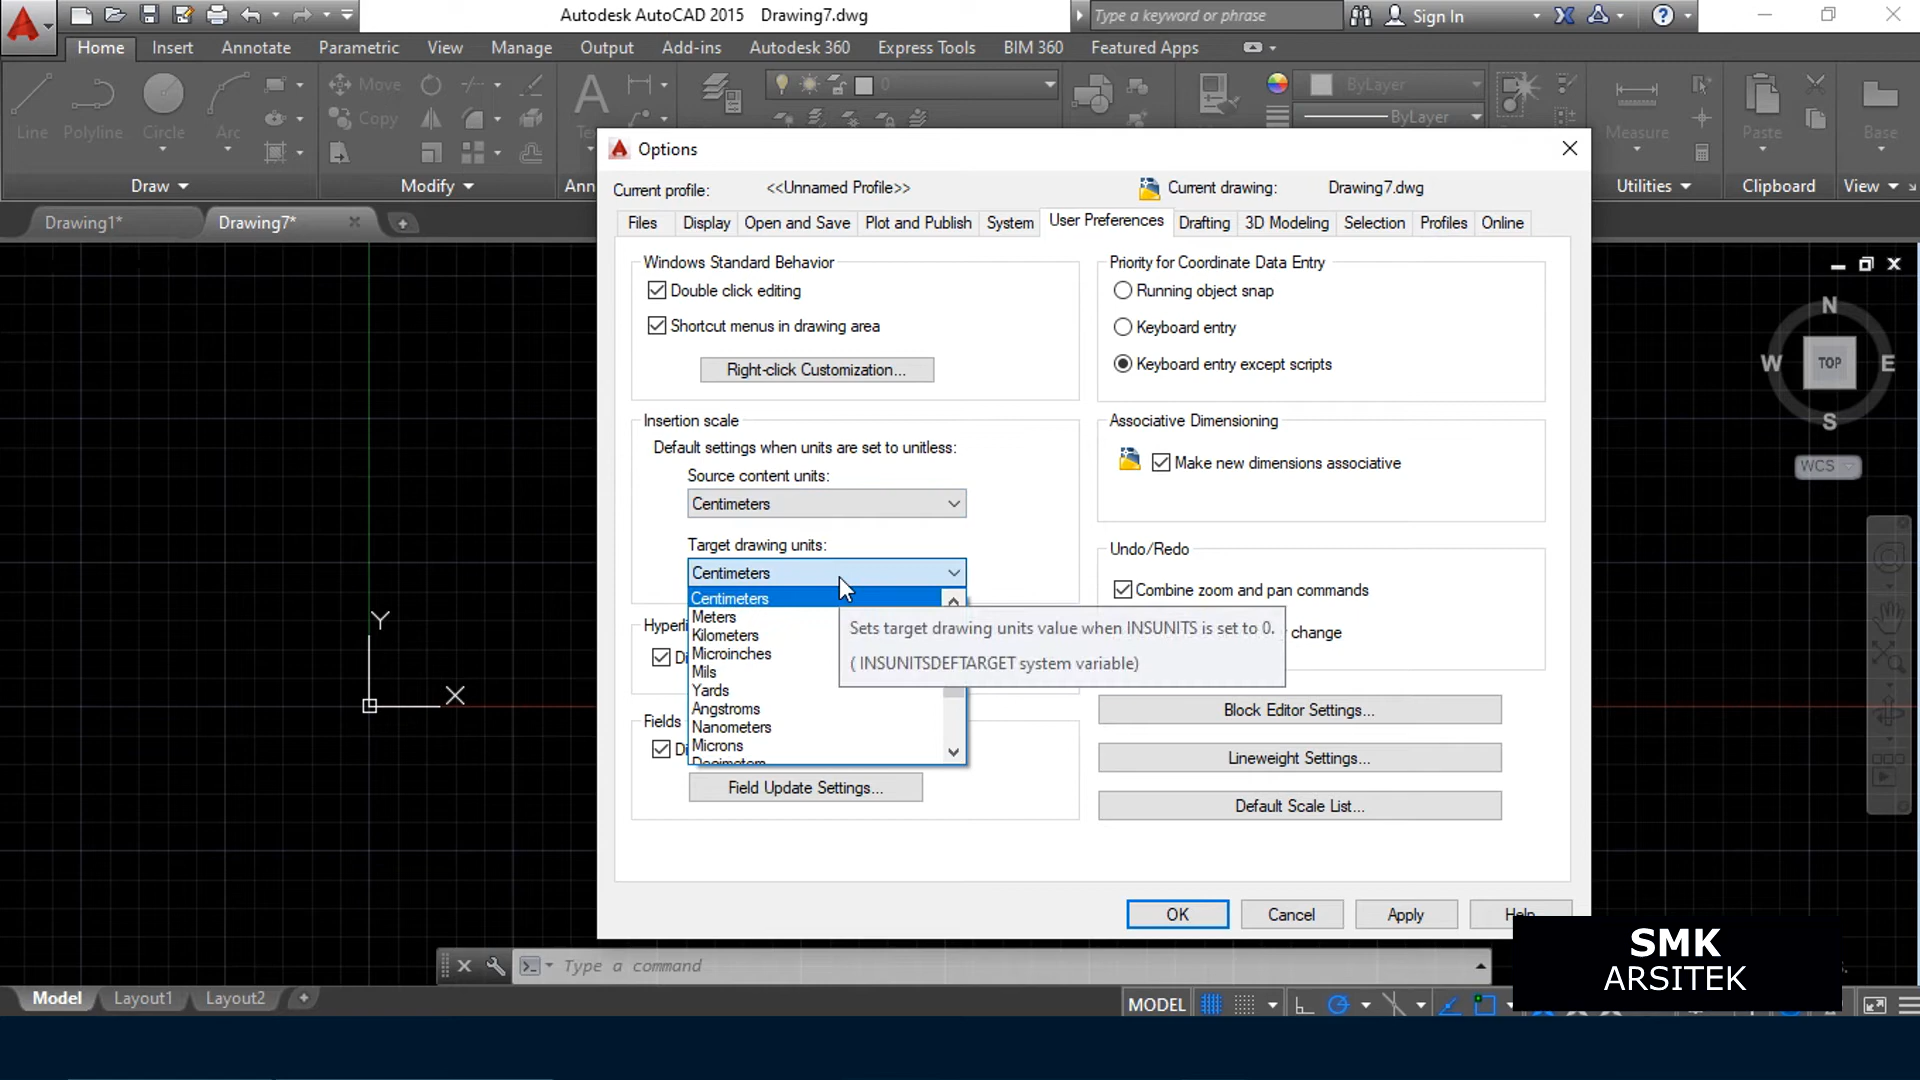 Autodesk AutoCAD 2015 Drawing7.dwg
Type a keyword or phrase
Sign In
Home Insert Annotate Parametric View Manage Output Add-ins Autodesk 360 Express Tools BIM 360 Featured Apps
Line Polyline Circle Arc
Move
Copy
0
ByLayer
ByLayer
Measure
Paste
Base
Draw Modify Ann
Utilities Clipboard View
Drawing1* Drawing7*
Options
Current profile: <<Unnamed Profile>> Current drawing: Drawing7.dwg
Files Display Open and Save Plot and Publish System User Preferences Drafting 3D Modeling Selection Profiles Online
Windows Standard Behavior
Double click editing
Shortcut menus in drawing area
Right-click Customization...
Priority for Coordinate Data Entry
Running object snap
Keyboard entry
Keyboard entry except scripts
Insertion scale
Default settings when units are set to unitless:
Source content units:
Centimeters
Target drawing units:
Centimeters
Centimeters
Meters
Kilometers
Microinches
Mils
Yards
Angstroms
Nanometers
Microns
Decimeters
Sets target drawing units value when INSUNITS is set to 0.
( INSUNITSDEFTARGET system variable)
Associative Dimensioning
Make new dimensions associative
Undo/Redo
Combine zoom and pan commands
change
Hyperl
Di
Fields
Di
Field Update Settings...
Block Editor Settings...
Lineweight Settings...
Default Scale List...
OK Cancel Apply Help
N
W TOP E
S
WCS
Y
X
Type a command
Model Layout1 Layout2
MODEL
SMK
ARSITEK